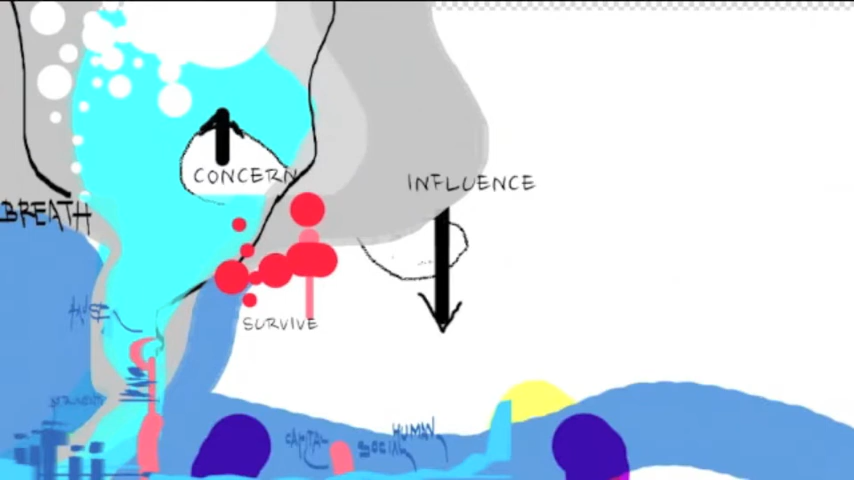 CONCERN
INFLUENCE
BREATH
SURVIVE
CAPITAL
HUMAN
SOCIAL